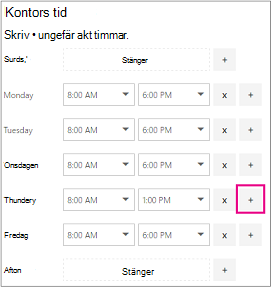 Kontors tid
Skriv • ungefär akt timmar.
Surds,' Stänger +
Monday 8:00 AM 6:00 PM x +
Tuesday 8:00 AM 6:00 PM x +
Onsdagen 8:00 AM 6:00 PM x +
Thundery 8:00 AM 1:00 PM x +
Fredag 8:00 AM 6:00 PM x +
Afton Stänger +